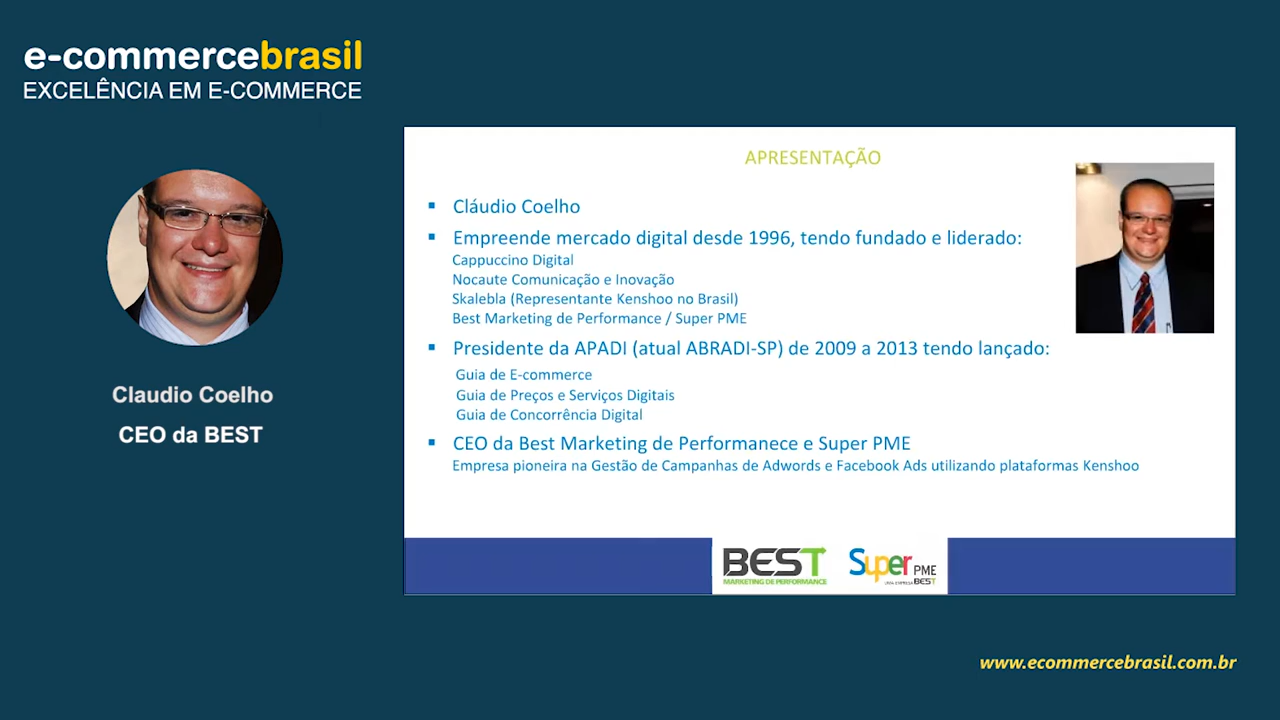 e-commercebrasil
EXCELÊNCIA EM E-COMMERCE
Claudio Coelho
CEO da BEST
APRESENTAÇÃO
▪ Cláudio Coelho
▪ Empreende mercado digital desde 1996, tendo fundado e liderado:
Cappuccino Digital
Nocaute Comunicação e Inovação
Skalebla (Representante Kenshoo no Brasil)
Best Marketing de Performance / Super PME
▪ Presidente da APADI (atual ABRADI-SP) de 2009 a 2013 tendo lançado:
Guia de E-commerce
Guia de Preços e Serviços Digitais
Guia de Concorrência Digital
▪ CEO da Best Marketing de Performanece e Super PME
Empresa pioneira na Gestão de Campanhas de Adwords e Facebook Ads utilizando plataformas Kenshoo
BEST
MARKETING DE PERFORMANCE
Super PME
UMA EMPRESA BEST
www.ecommercebrasil.com.br